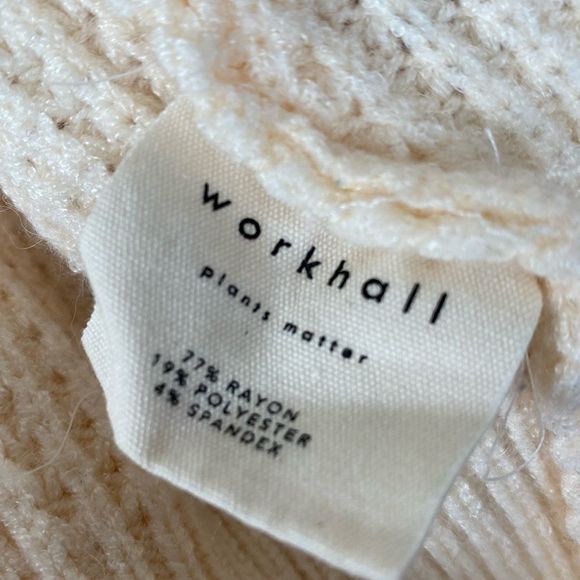 workhall
plants matter
77% RAYON
19% POLYESTER
4% SPANDEX